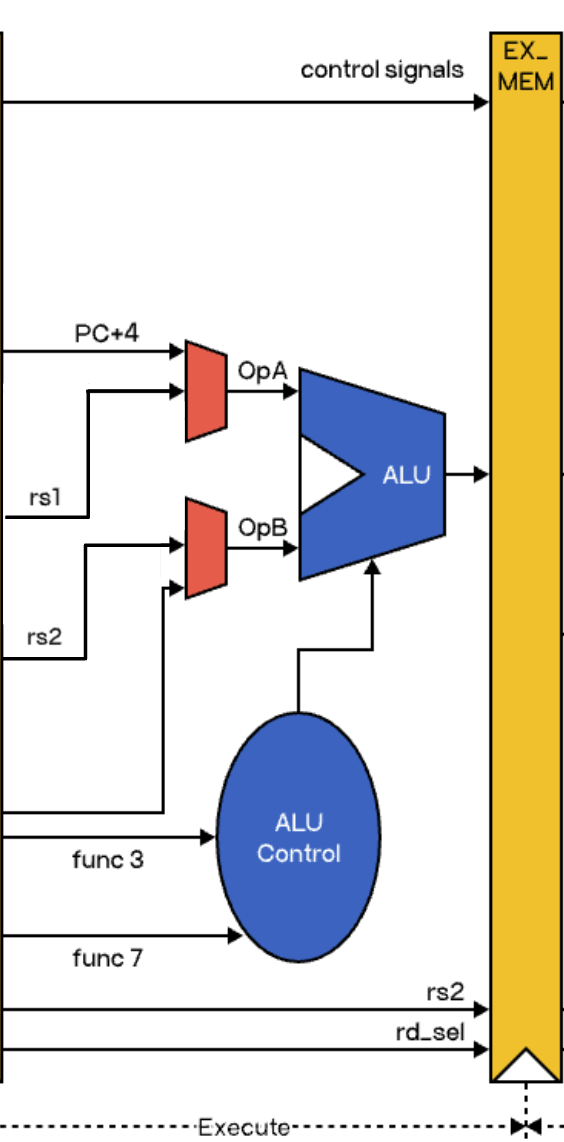 control signals
EX_
MEM
PC+4
OpA
rs1
ALU
OpB
rs2
ALU
Control
func 3
func 7
rs2
rd_sel
Execute